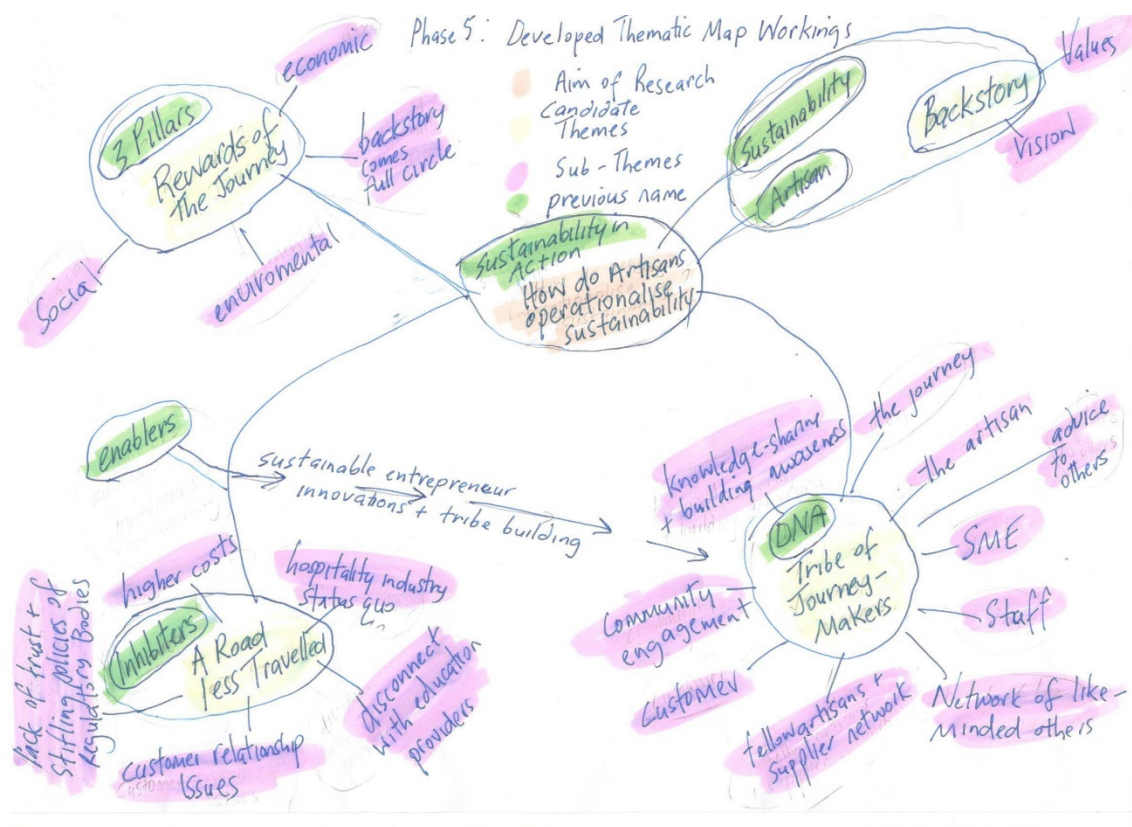 Phase 5: Developed Thematic Map Workings
Aim of Research
Candidate
Themes
Sub-Themes
previous name
economic
3 Pillars
Rewards of
The Journey
backstory
comes
full circle
Social
enviromental
Sustainability
Artisan
Backstory
Values
Vision
Sustainability in
Action
How do Artisans
operationalise
sustainability
enablers
sustainable entrepreneur
innovations + tribe building
higher costs
hospitality industry
status quo
lack of trust +
Stifling policies of
Regulatory Bodies
Inhibiters
A Road
less Travelled
disconnect
with education
providers
customer relationship
Issues
knowledge-sharing
+ building awareness
the journey
the artisan
advice
to
others
DNA
Tribe of
Journey-
Makers
SME
Staff
Network of like-
minded others
fellow artisans +
Supplier network
Customer
Community
engagement